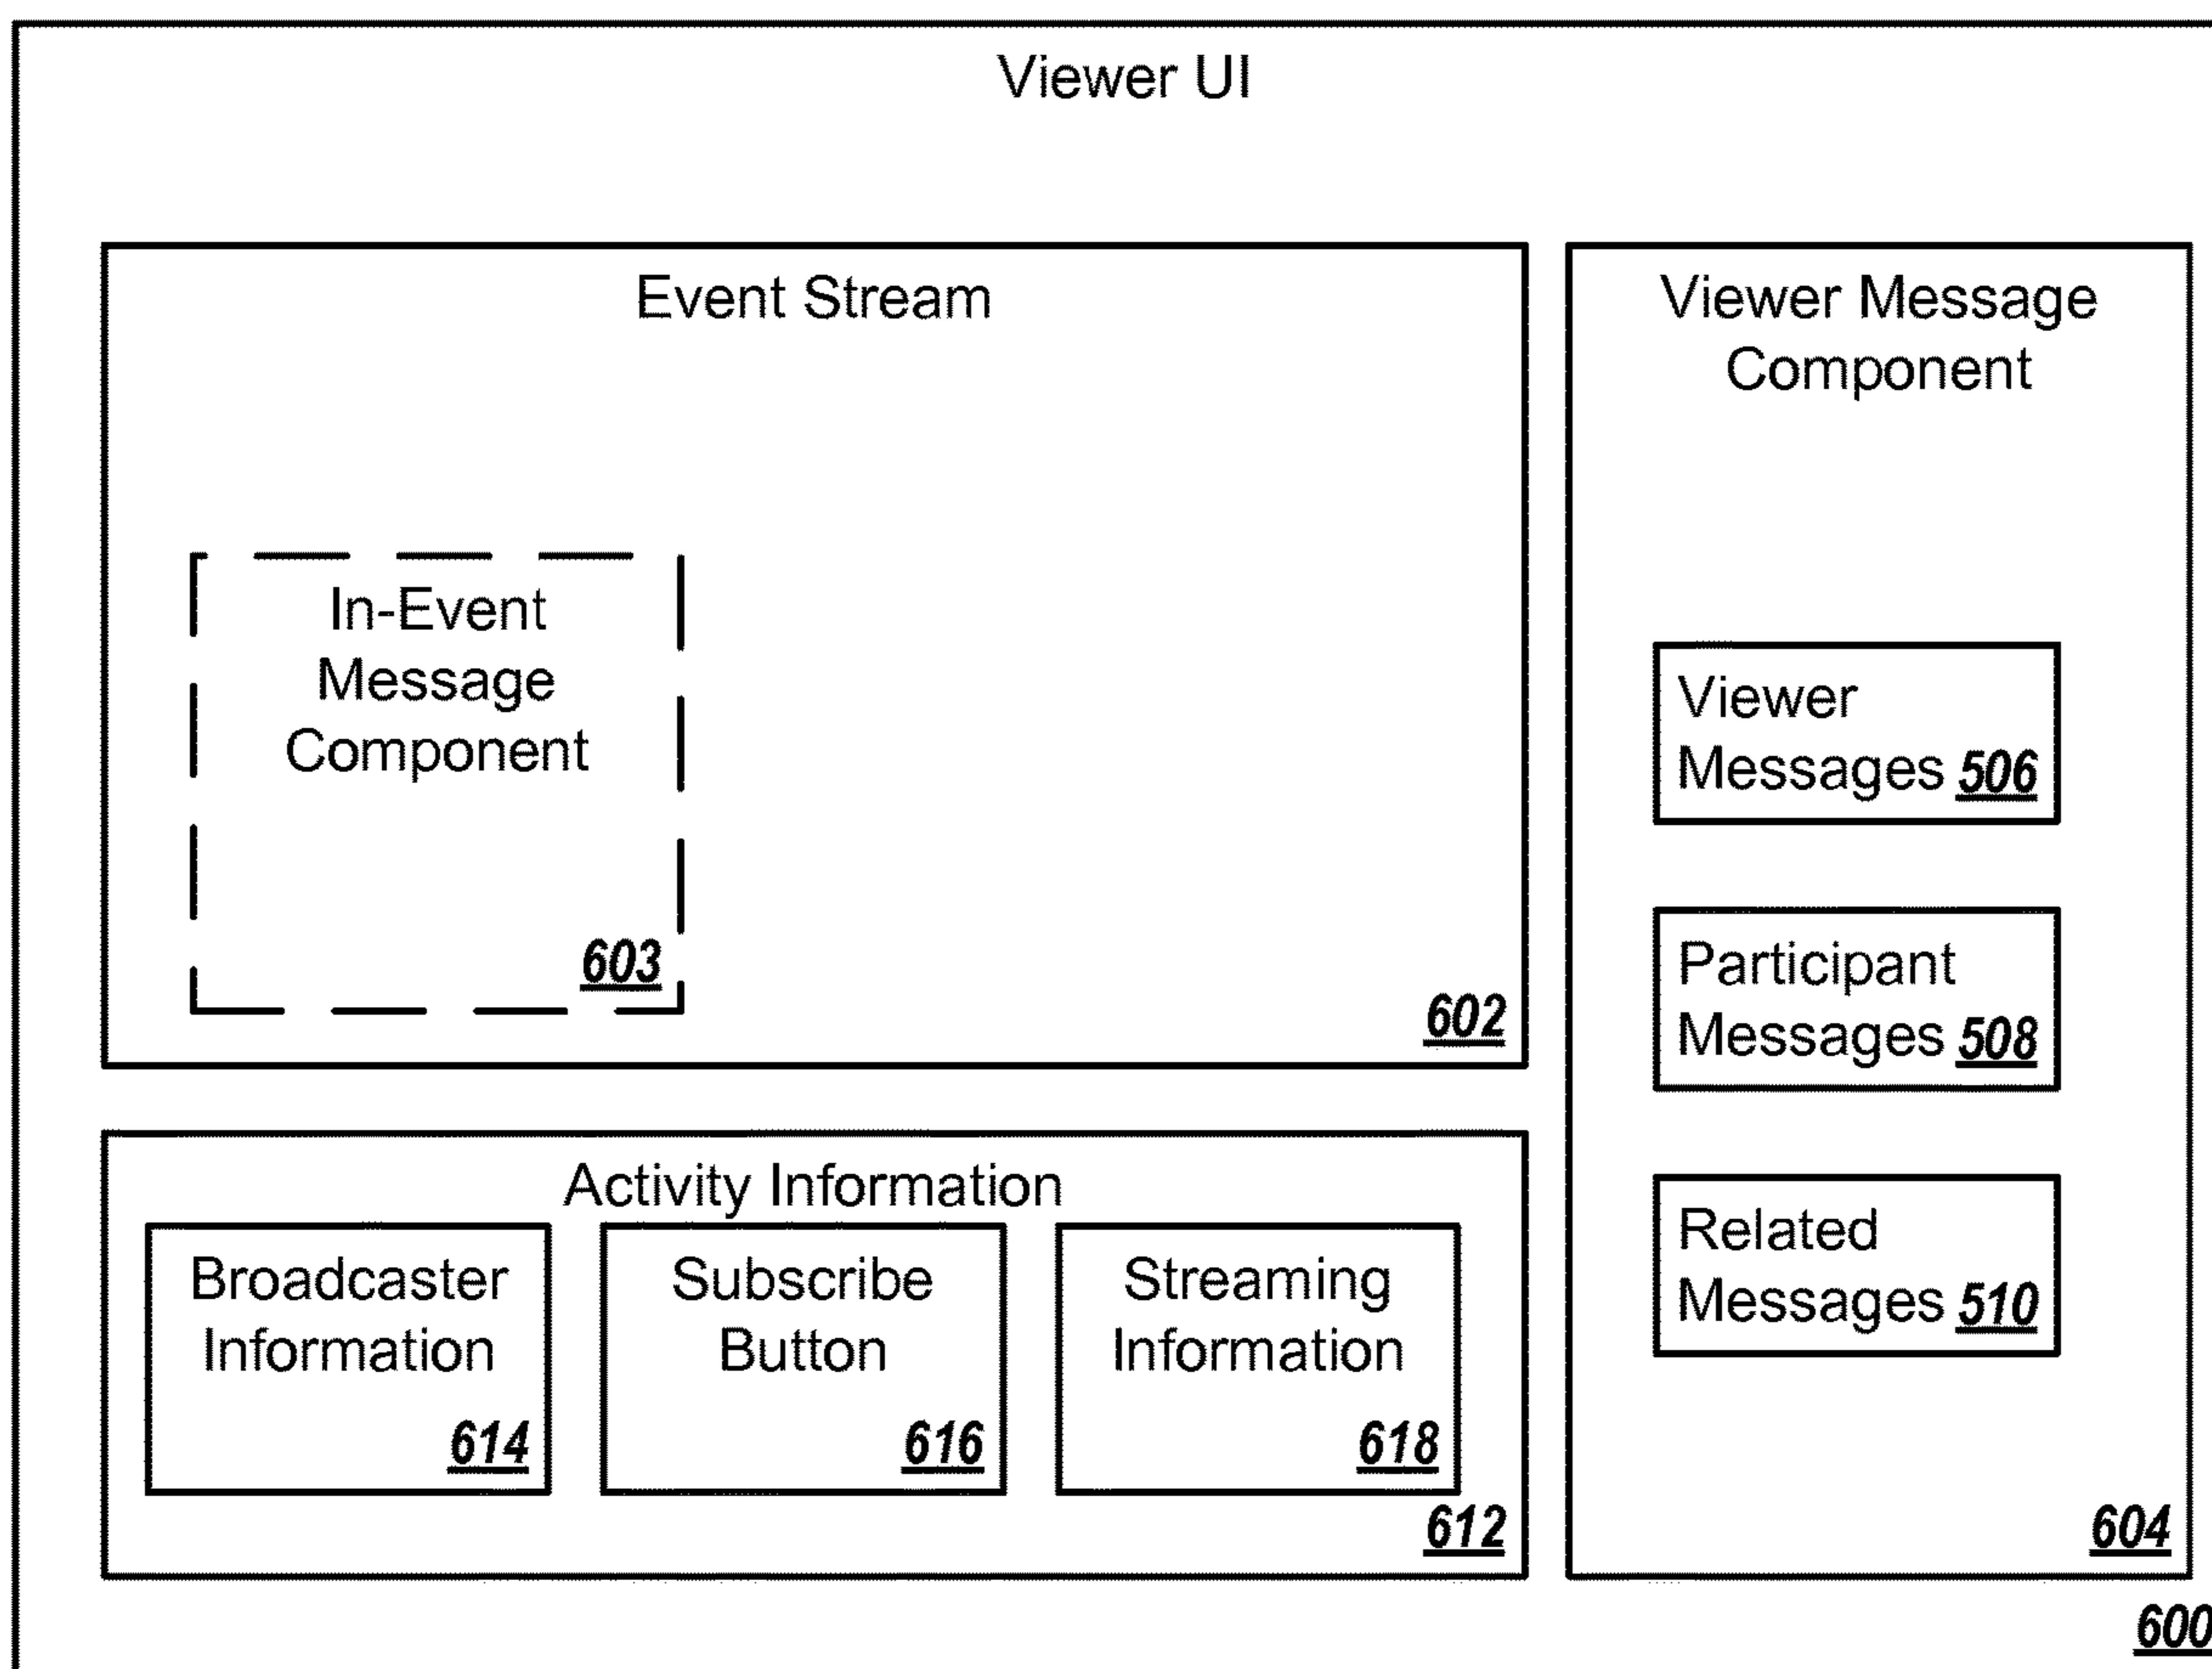 Viewer UI
Event Stream
In-Event
Message
Component
603
602
Viewer Message
Component
Viewer
Messages 506
Participant
Messages 508
Related
Messages 510
604
Activity Information
Broadcaster
Information
614
Subscribe
Button
616
Streaming
Information
618
612
600